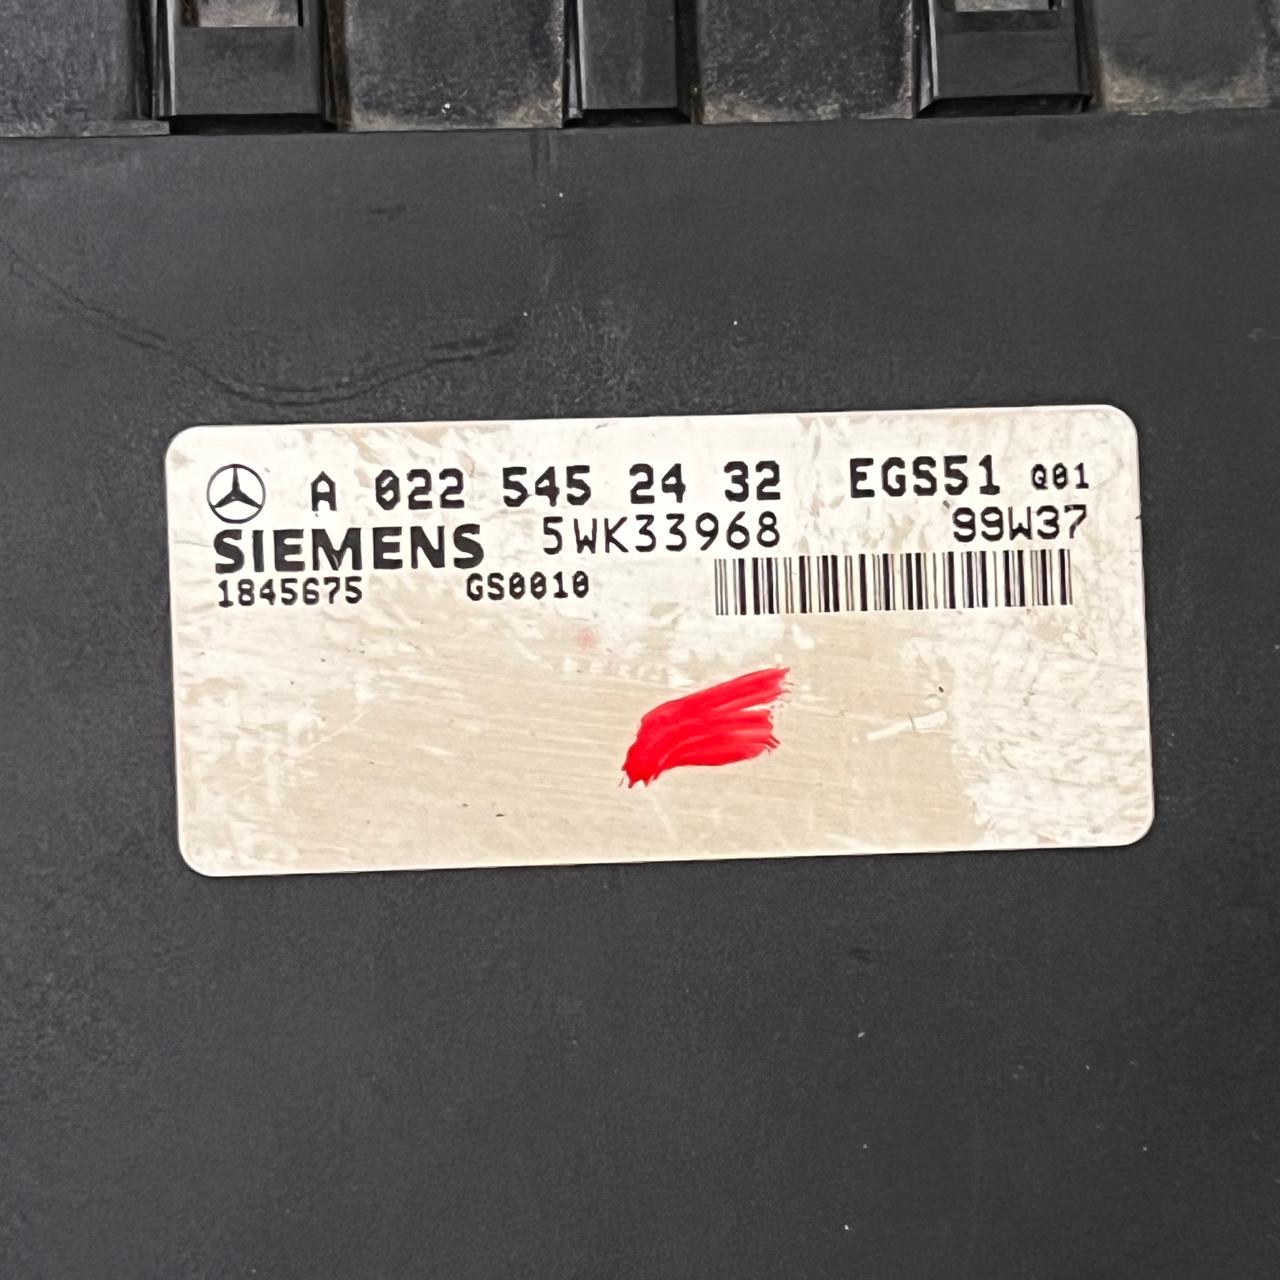 A 022 545 24 32 EGS51 Q01
SIEMENS 5WK33968 99W37
1845675 GS0010